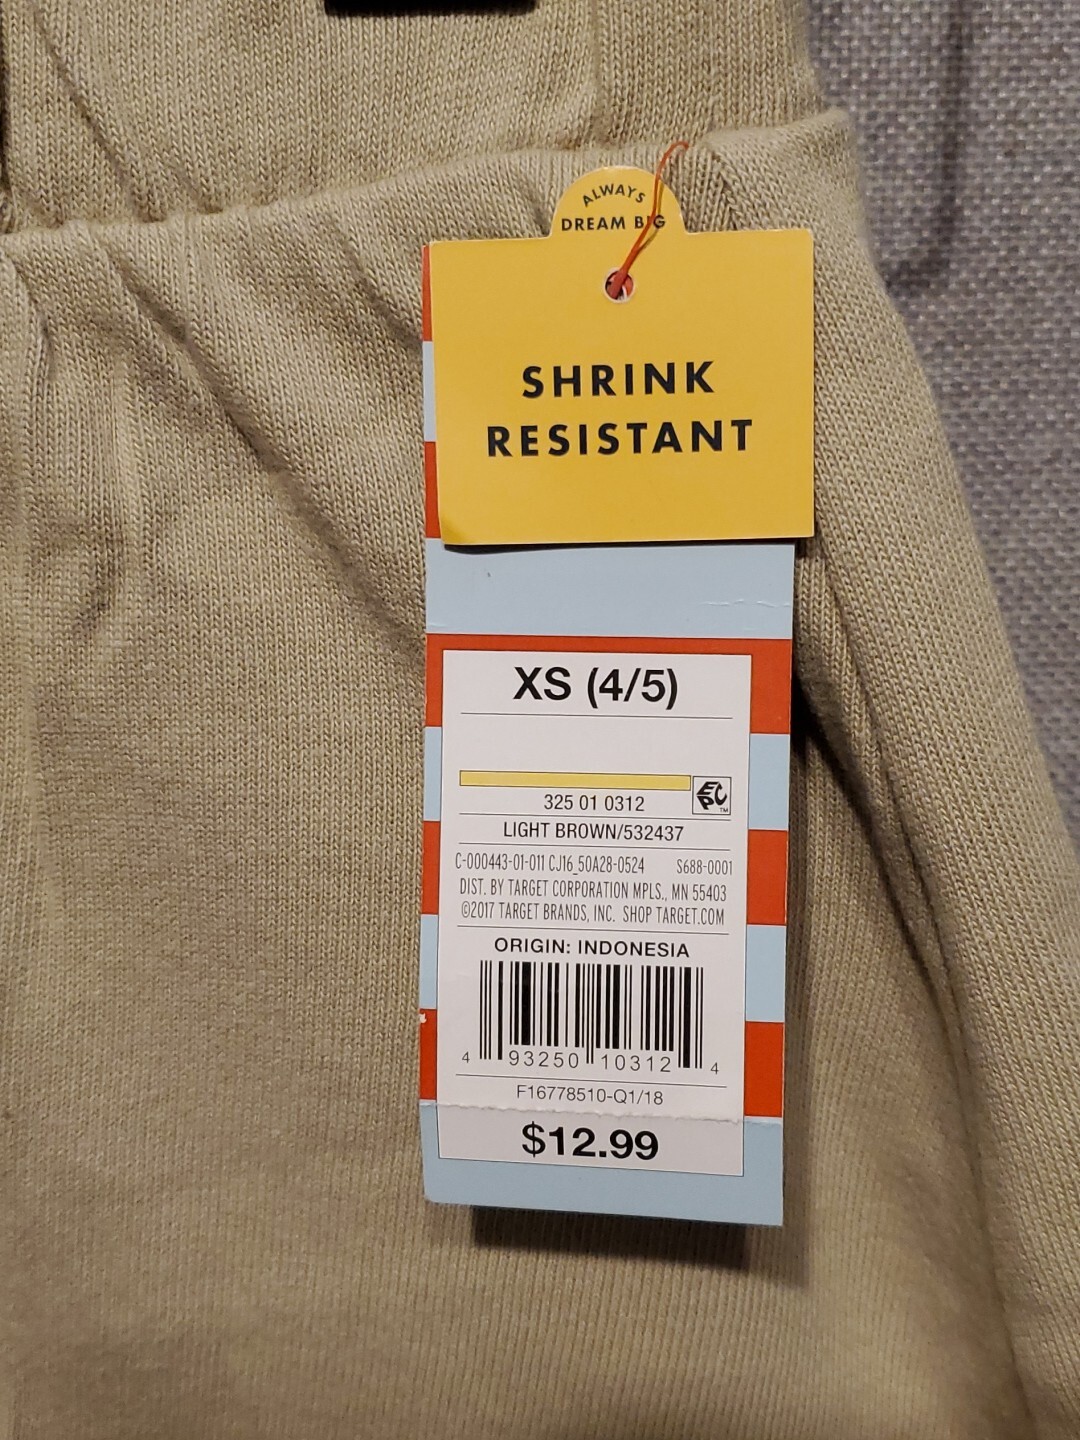 ALWAYS
DREAM BIG
SHRINK
RESISTANT
XS (4/5)
EPC™
325 01 0312
LIGHT BROWN/532437
C-000443-01-011 CJ16_50A28-0524 S688-0001
DIST. BY TARGET CORPORATION MPLS., MN 55403
©2017 TARGET BRANDS, INC. SHOP TARGET.COM
ORIGIN: INDONESIA
4 93250 10312 4
F16778510-Q1/18
$12.99